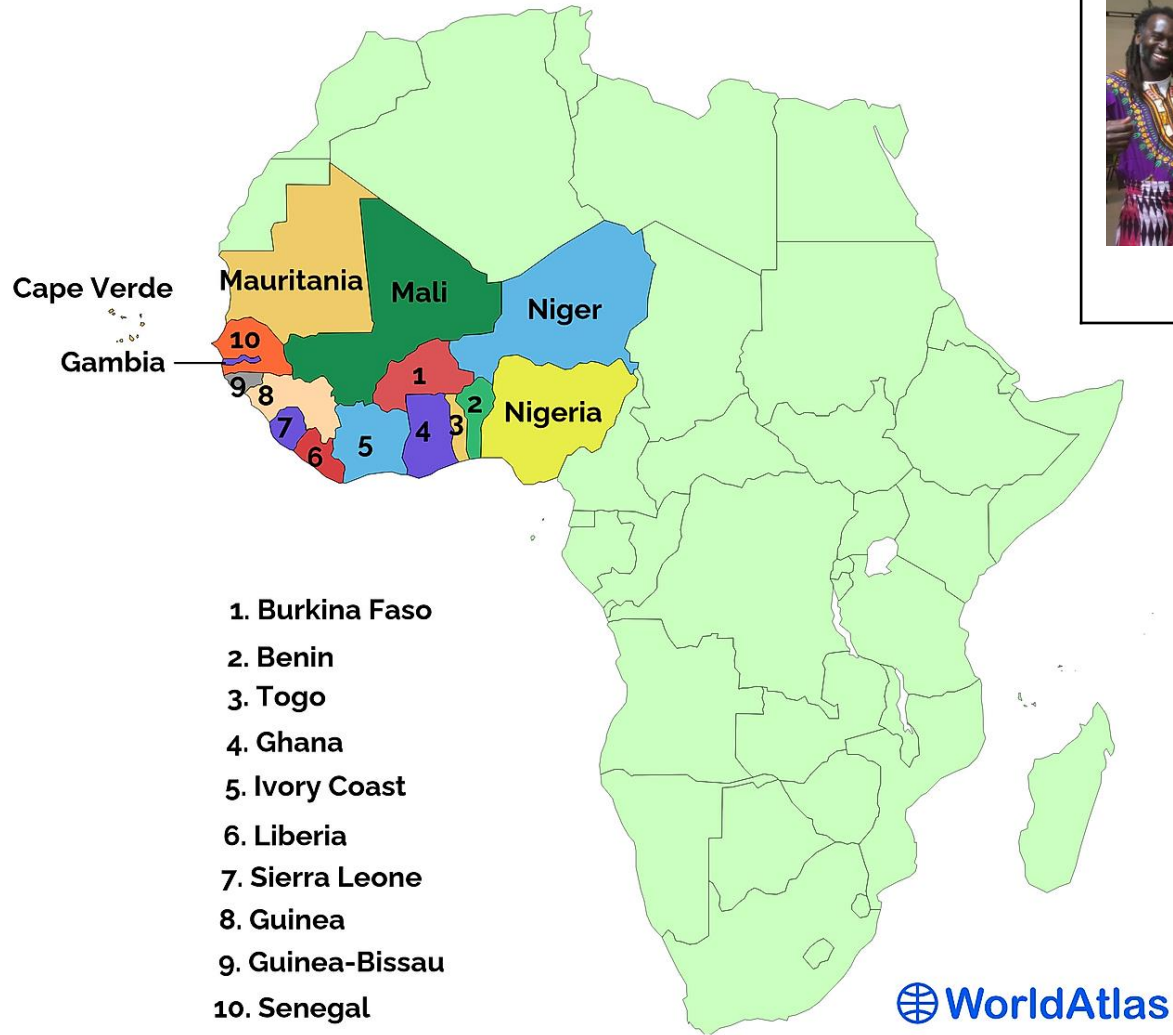 Cape Verde
Mauritania
Mali
Niger
10
Gambia
9
8
1
2
Nigeria
7
3
4
5
6
1. Burkina Faso
2. Benin
3. Togo
4. Ghana
5. Ivory Coast
6. Liberia
7. Sierra Leone
8. Guinea
9. Guinea-Bissau
10. Senegal
WorldAtlas